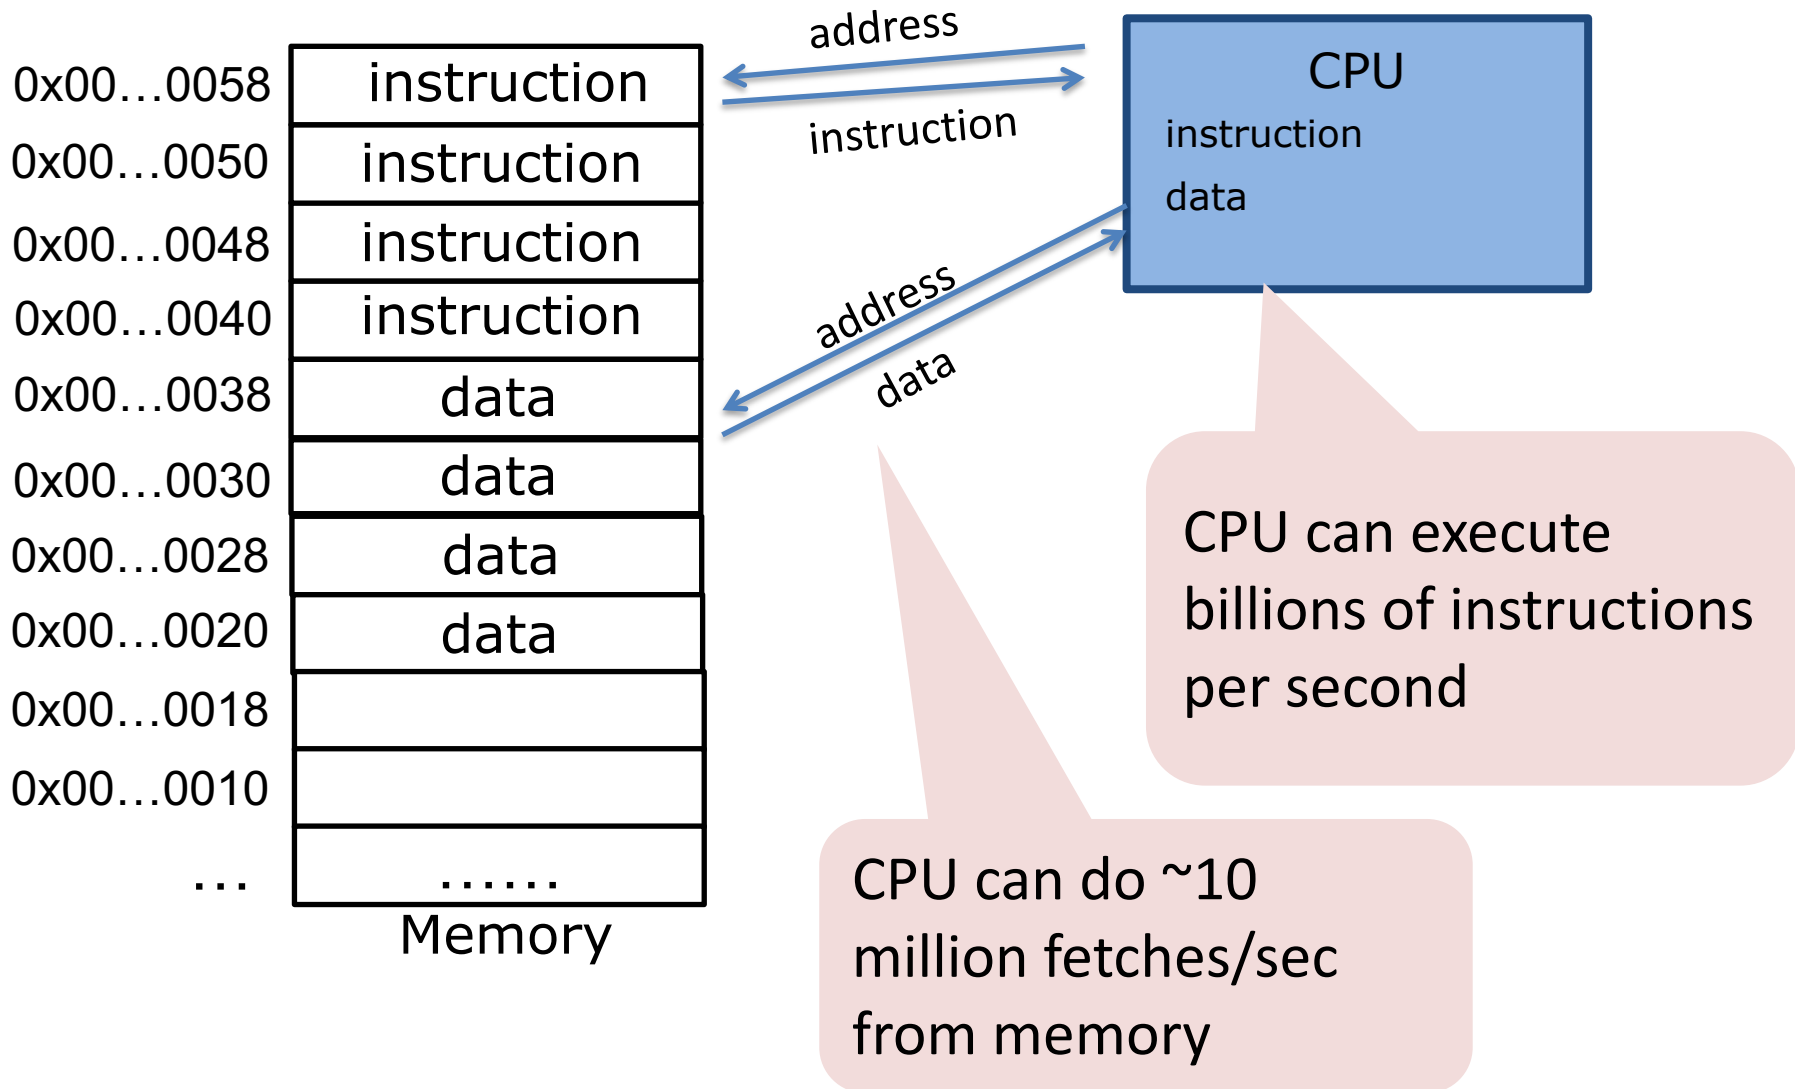 address
0x00…0058 instruction
CPU
instruction
instruction
data
0x00…0050 instruction
0x00…0048 instruction
0x00…0040 instruction
address
data
0x00…0038 data
0x00…0030 data
0x00…0028 data
0x00…0020 data
0x00…0018
0x00…0010
… ……
Memory
CPU can execute
billions of instructions
per second
CPU can do ~10
million fetches/sec
from memory